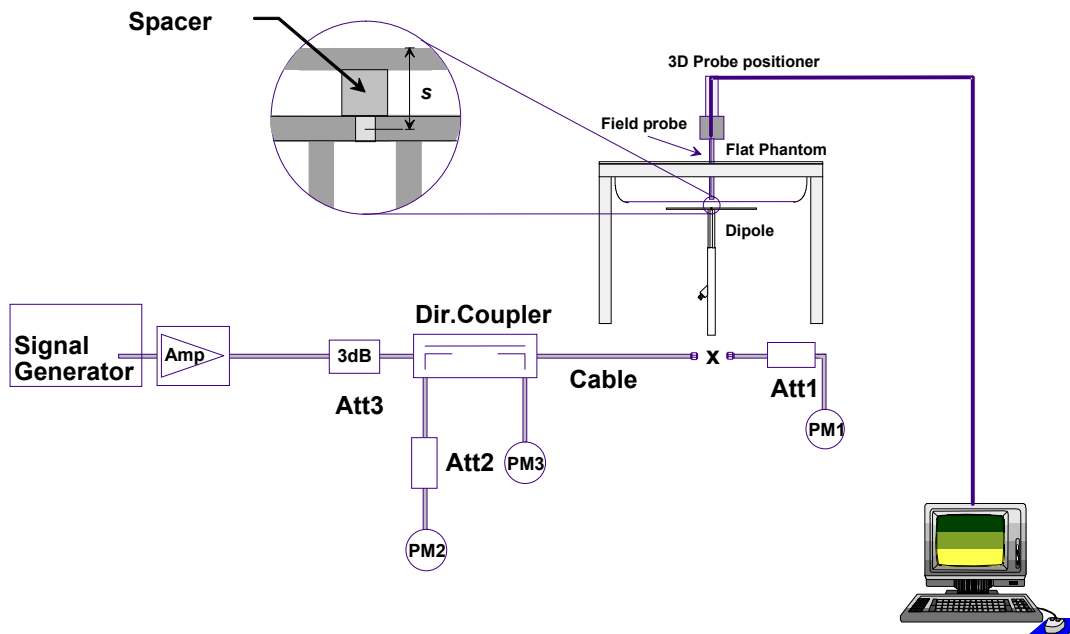 Spacer
s
3D Probe positioner
Field probe
Flat Phantom
Dipole
Dir.Coupler
Signal
Generator
Amp
3dB
Att3
Cable
x
Att1
PM1
Att2
PM3
PM2